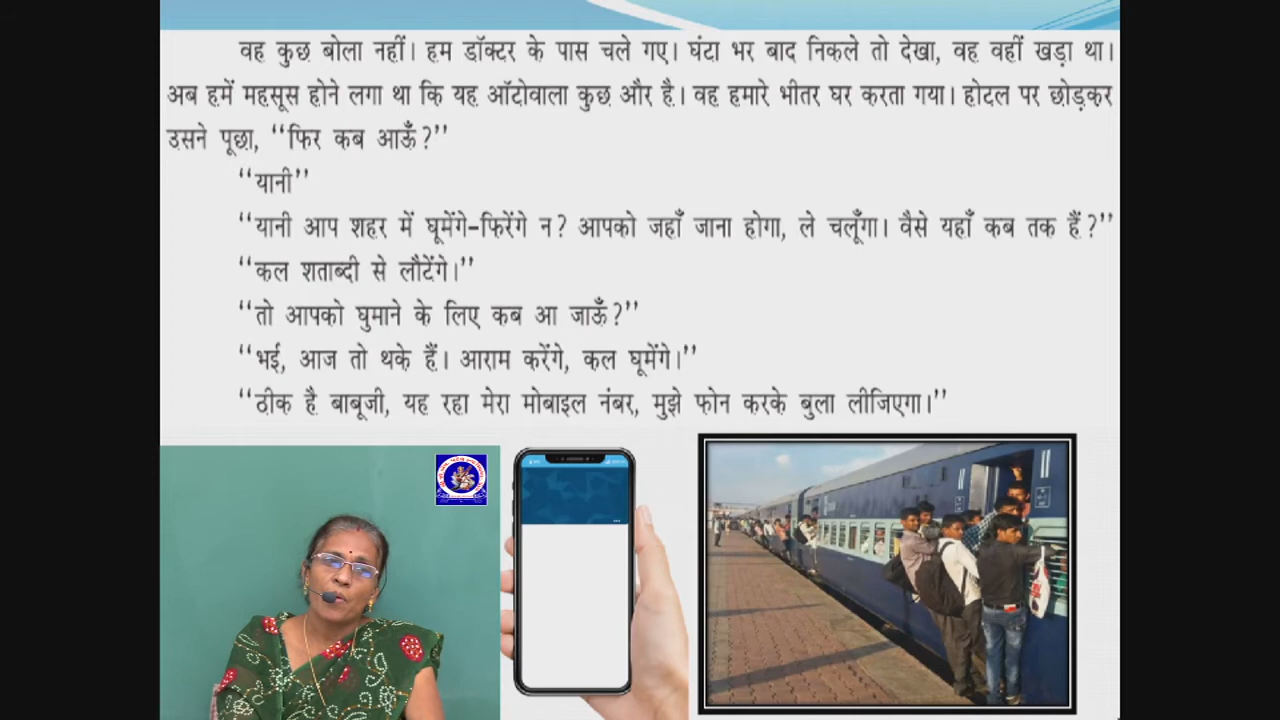 वह कुछ बोला नहीं। हम डॉक्टर के पास चले गए। घंटा भर बाद निकले तो देखा, वह वहीं खड़ा था।
अब हमें महसूस होने लगा था कि यह ऑटोवाला कुछ और है। वह हमारे भीतर घर करता गया। होटल पर छोड़कर
उसने पूछा, ‘‘फिर कब आऊँ?’’
‘‘यानी’’
‘‘यानी आप शहर में घूमेंगे-फिरेंगे न? आपको जहाँ जाना होगा, ले चलूँगा। वैसे यहाँ कब तक हैं?’’
‘‘कल शताब्दी से लौटेंगे।’’
‘‘तो आपको घुमाने के लिए कब आ जाऊँ?’’
‘‘भई, आज तो थके हैं। आराम करेंगे, कल घूमेंगे।’’
‘‘ठीक है बाबूजी, यह रहा मेरा मोबाइल नंबर, मुझे फोन करके बुला लीजिएगा।’’